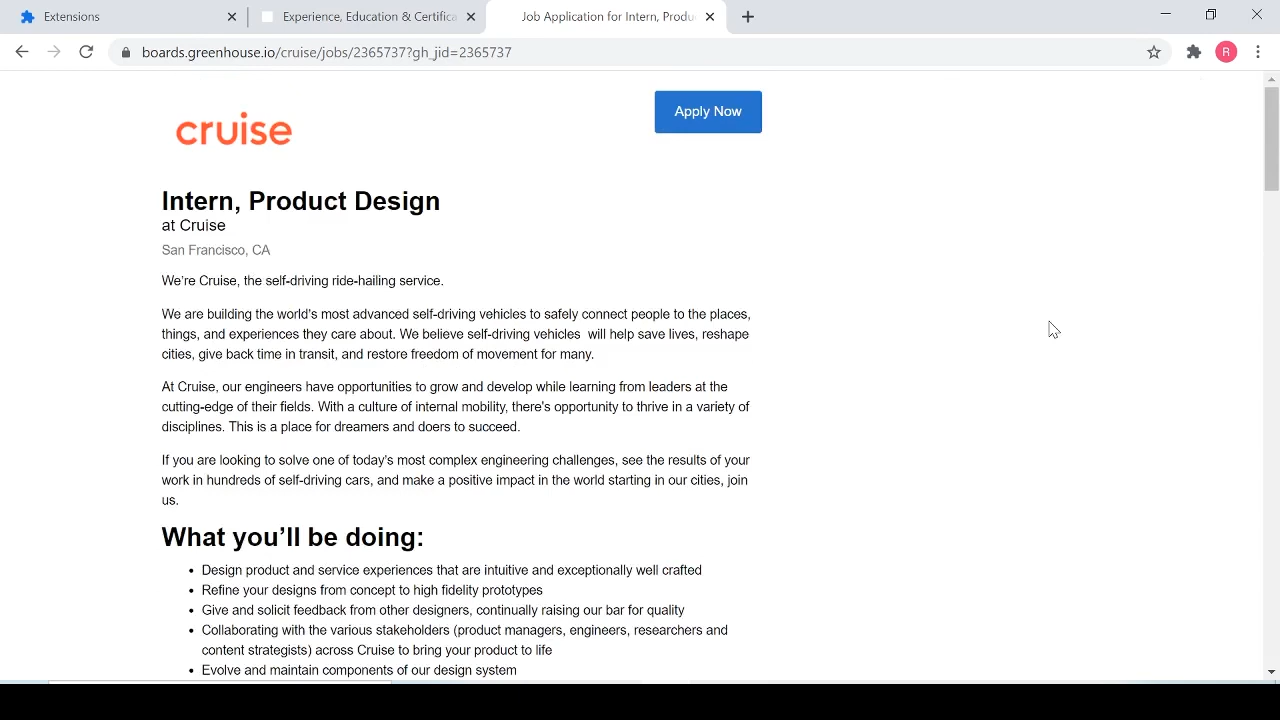 Extensions
Experience, Education & Certifica
Job Application for Intern, Produ
boards.greenhouse.io/cruise/jobs/2365737?gh_jid=2365737
R
cruise
Apply Now
Intern, Product Design
at Cruise
San Francisco, CA
We're Cruise, the self-driving ride-hailing service.
We are building the world's most advanced self-driving vehicles to safely connect people to the places,
things, and experiences they care about. We believe self-driving vehicles  will help save lives, reshape
cities, give back time in transit, and restore freedom of movement for many.
At Cruise, our engineers have opportunities to grow and develop while learning from leaders at the
cutting-edge of their fields. With a culture of internal mobility, there's opportunity to thrive in a variety of
disciplines. This is a place for dreamers and doers to succeed.
If you are looking to solve one of today's most complex engineering challenges, see the results of your
work in hundreds of self-driving cars, and make a positive impact in the world starting in our cities, join
us.
What you'll be doing:
• Design product and service experiences that are intuitive and exceptionally well crafted
• Refine your designs from concept to high fidelity prototypes
• Give and solicit feedback from other designers, continually raising our bar for quality
• Collaborating with the various stakeholders (product managers, engineers, researchers and
content strategists) across Cruise to bring your product to life
• Evolve and maintain components of our design system